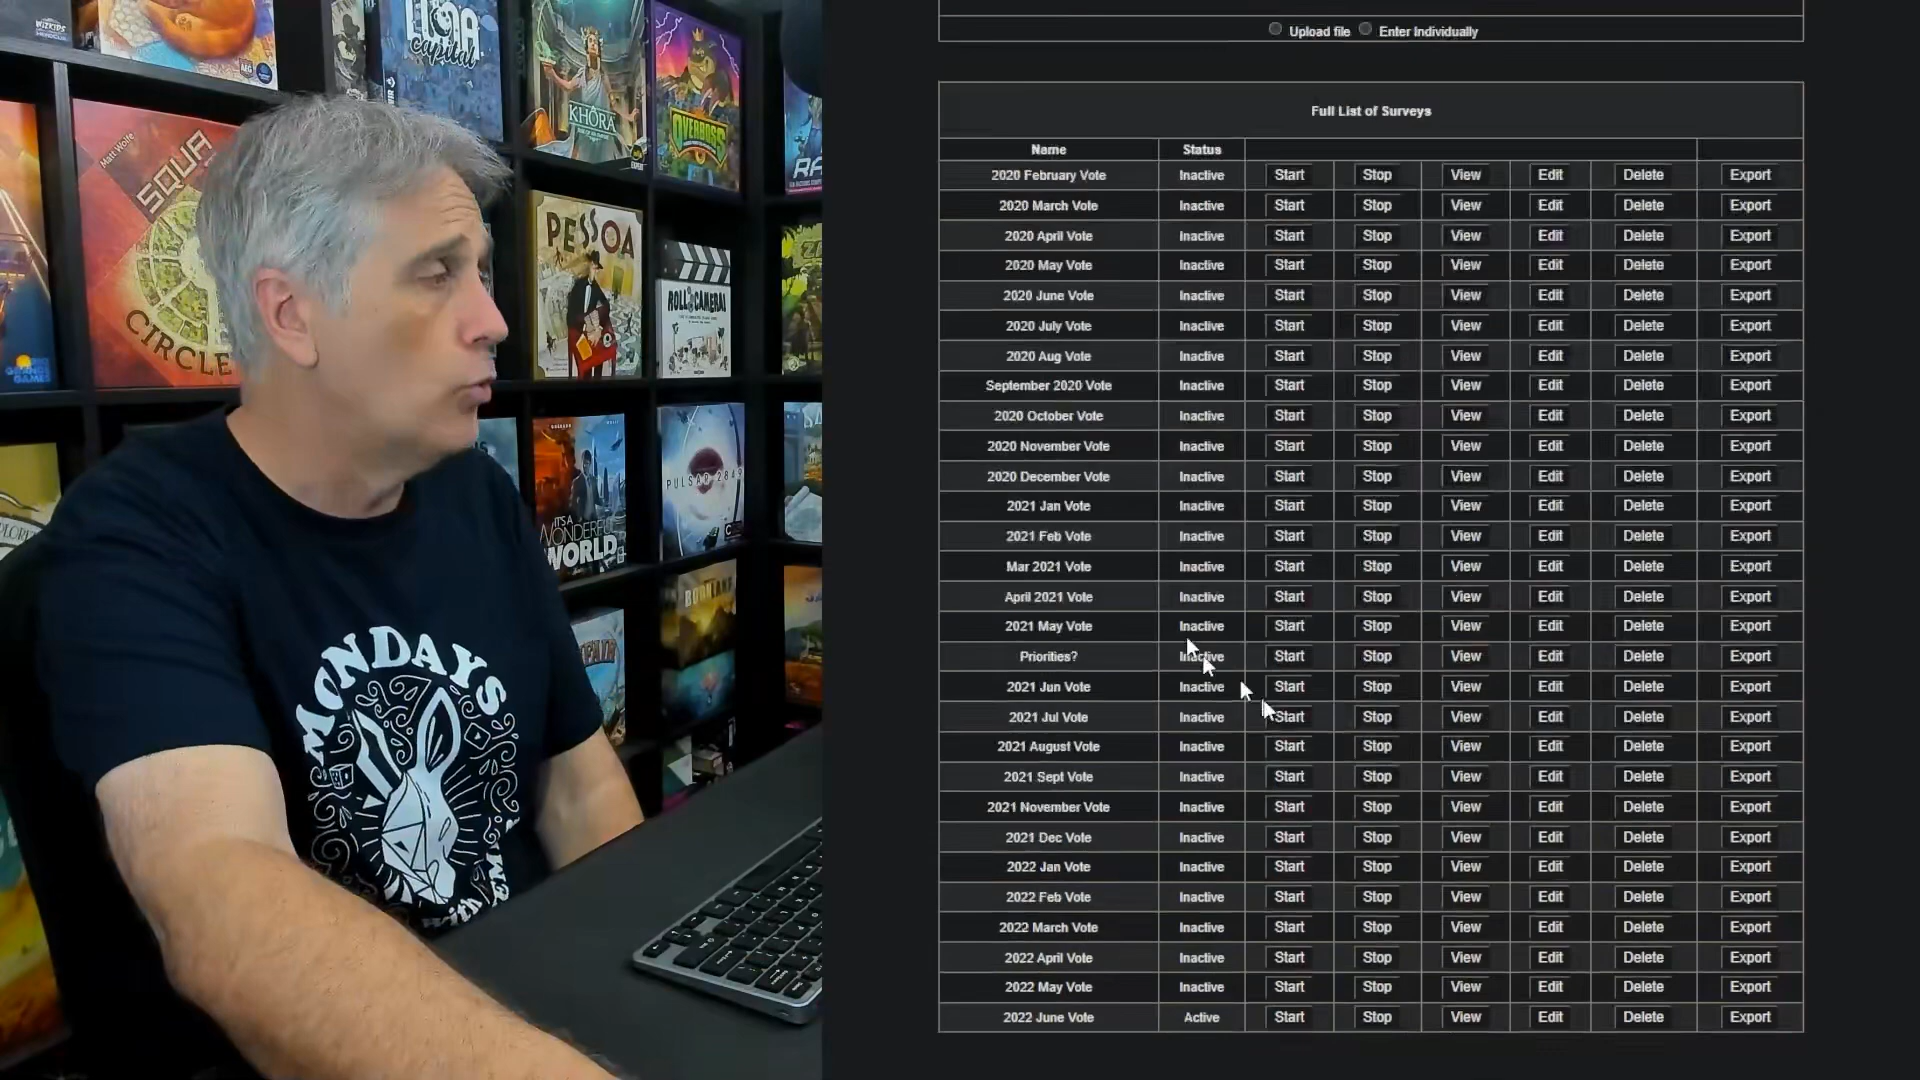 WIZKIDS
AEG
capital
KHÔRA
EXPERT
OVERBOSS
RA
Matt Wolfe
SQUA
CIRCLE
RIO
GRANDE
GAMES
PESSOA
ROLL CAMERA!
IT'S A
WONDERFUL
WORLD
PULSAR 2849
MONDAYS
with
Upload file Enter Individually
Full List of Surveys
Name Status
2020 February Vote Inactive Start Stop View Edit Delete Export
2020 March Vote Inactive Start Stop View Edit Delete Export
2020 April Vote Inactive Start Stop View Edit Delete Export
2020 May Vote Inactive Start Stop View Edit Delete Export
2020 June Vote Inactive Start Stop View Edit Delete Export
2020 July Vote Inactive Start Stop View Edit Delete Export
2020 Aug Vote Inactive Start Stop View Edit Delete Export
September 2020 Vote Inactive Start Stop View Edit Delete Export
2020 October Vote Inactive Start Stop View Edit Delete Export
2020 November Vote Inactive Start Stop View Edit Delete Export
2020 December Vote Inactive Start Stop View Edit Delete Export
2021 Jan Vote Inactive Start Stop View Edit Delete Export
2021 Feb Vote Inactive Start Stop View Edit Delete Export
Mar 2021 Vote Inactive Start Stop View Edit Delete Export
April 2021 Vote Inactive Start Stop View Edit Delete Export
2021 May Vote Inactive Start Stop View Edit Delete Export
Priorities? Inactive Start Stop View Edit Delete Export
2021 Jun Vote Inactive Start Stop View Edit Delete Export
2021 Jul Vote Inactive Start Stop View Edit Delete Export
2021 August Vote Inactive Start Stop View Edit Delete Export
2021 Sept Vote Inactive Start Stop View Edit Delete Export
2021 November Vote Inactive Start Stop View Edit Delete Export
2021 Dec Vote Inactive Start Stop View Edit Delete Export
2022 Jan Vote Inactive Start Stop View Edit Delete Export
2022 Feb Vote Inactive Start Stop View Edit Delete Export
2022 March Vote Inactive Start Stop View Edit Delete Export
2022 April Vote Inactive Start Stop View Edit Delete Export
2022 May Vote Inactive Start Stop View Edit Delete Export
2022 June Vote Active Start Stop View Edit Delete Export